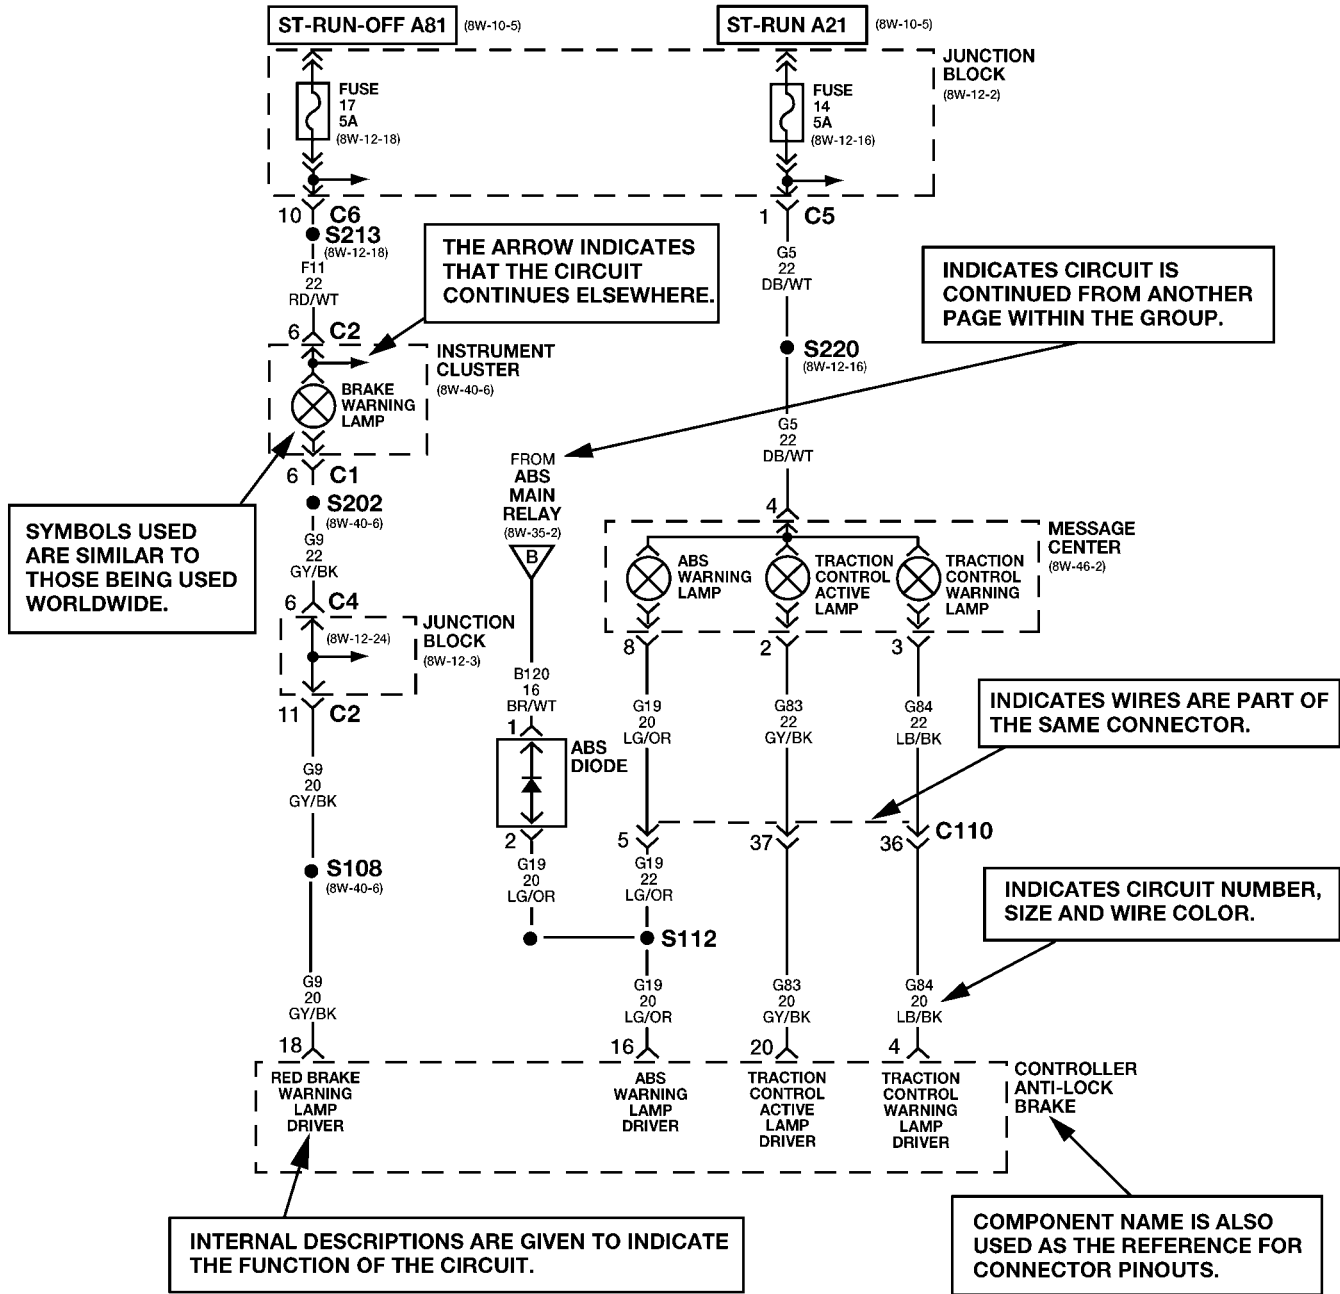 ST-RUN-OFF A81
(8W-10-5)
ST-RUN A21
(8W-10-5)
JUNCTION
BLOCK
(8W-12-2)
FUSE
17
5A
(8W-12-18)
FUSE
14
5A
(8W-12-16)
10
C6
S213
(8W-12-18)
F11
22
RD/WT
6
C2
1
C5
G5
22
DB/WT
THE ARROW INDICATES
THAT THE CIRCUIT
CONTINUES ELSEWHERE.
INDICATES CIRCUIT IS
CONTINUED FROM ANOTHER
PAGE WITHIN THE GROUP.
INSTRUMENT
CLUSTER
(8W-40-6)
BRAKE
WARNING
LAMP
S220
(8W-12-16)
G5
22
DB/WT
6
C1
S202
(8W-40-6)
G9
22
GY/BK
6
C4
SYMBOLS USED
ARE SIMILAR TO
THOSE BEING USED
WORLDWIDE.
FROM
ABS
MAIN
RELAY
(8W-35-2)
B
4
MESSAGE
CENTER
(8W-46-2)
ABS
WARNING
LAMP
TRACTION
CONTROL
ACTIVE
LAMP
TRACTION
CONTROL
WARNING
LAMP
JUNCTION
BLOCK
(8W-12-3)
(8W-12-24)
11
C2
8
2
3
B120
16
BR/WT
G19
20
LG/OR
G83
22
GY/BK
G84
22
LB/BK
INDICATES WIRES ARE PART OF
THE SAME CONNECTOR.
1
ABS
DIODE
2
G9
20
GY/BK
5
37
36
C110
S108
(8W-40-6)
G19
20
LG/OR
G19
22
LG/OR
S112
INDICATES CIRCUIT NUMBER,
SIZE AND WIRE COLOR.
G9
20
GY/BK
G19
20
LG/OR
G83
20
GY/BK
G84
20
LB/BK
18
16
20
4
RED BRAKE
WARNING
LAMP
DRIVER
ABS
WARNING
LAMP
DRIVER
TRACTION
CONTROL
ACTIVE
LAMP
DRIVER
TRACTION
CONTROL
WARNING
LAMP
DRIVER
CONTROLLER
ANTI-LOCK
BRAKE
INTERNAL DESCRIPTIONS ARE GIVEN TO INDICATE
THE FUNCTION OF THE CIRCUIT.
COMPONENT NAME IS ALSO
USED AS THE REFERENCE FOR
CONNECTOR PINOUTS.